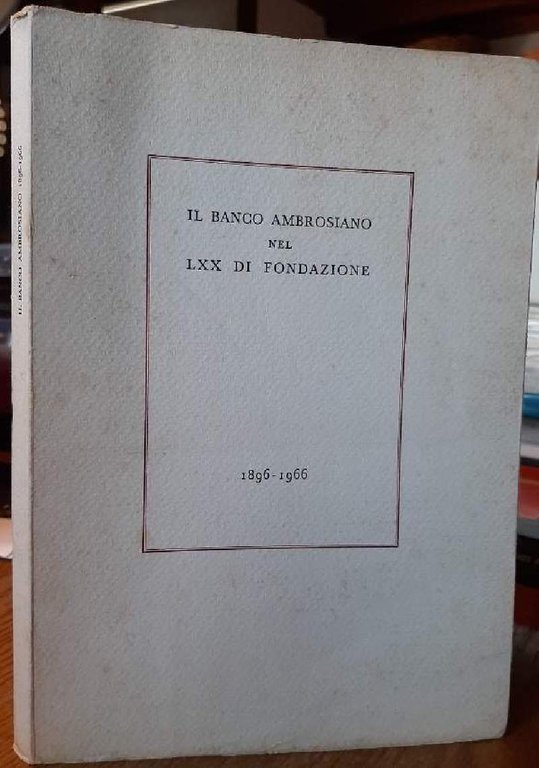 IL BANCO AMBROSIANO
NEL
LXX DI FONDAZIONE
1896-1966
IL BANCO AMBROSIANO 1896-1966